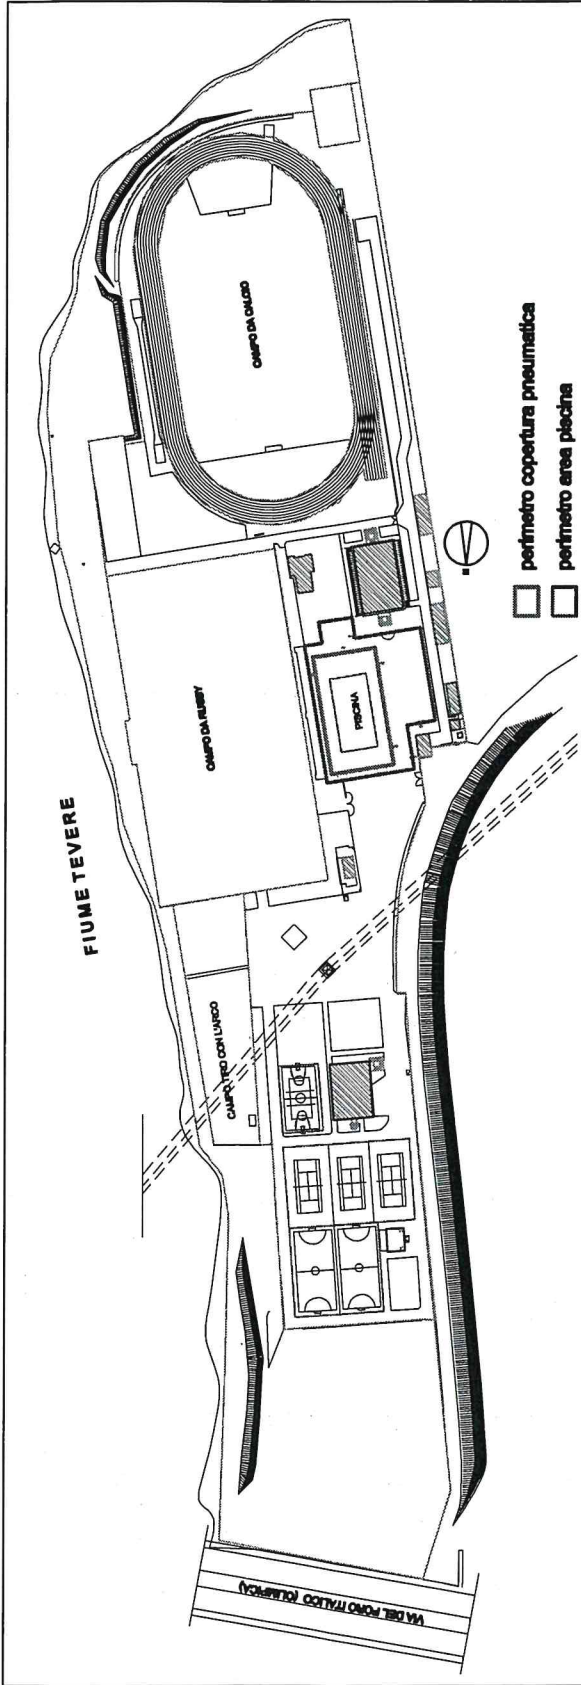 FIUME TEVERE
CAMPO DA CALCIO
CAMPO DA RUGBY
PISCINA
CAMPO TIRO CON L'ARCO
VIA DEL FORO ITALICO (OLIMPICA)
perimetro copertura pneumatica
perimetro area piscina